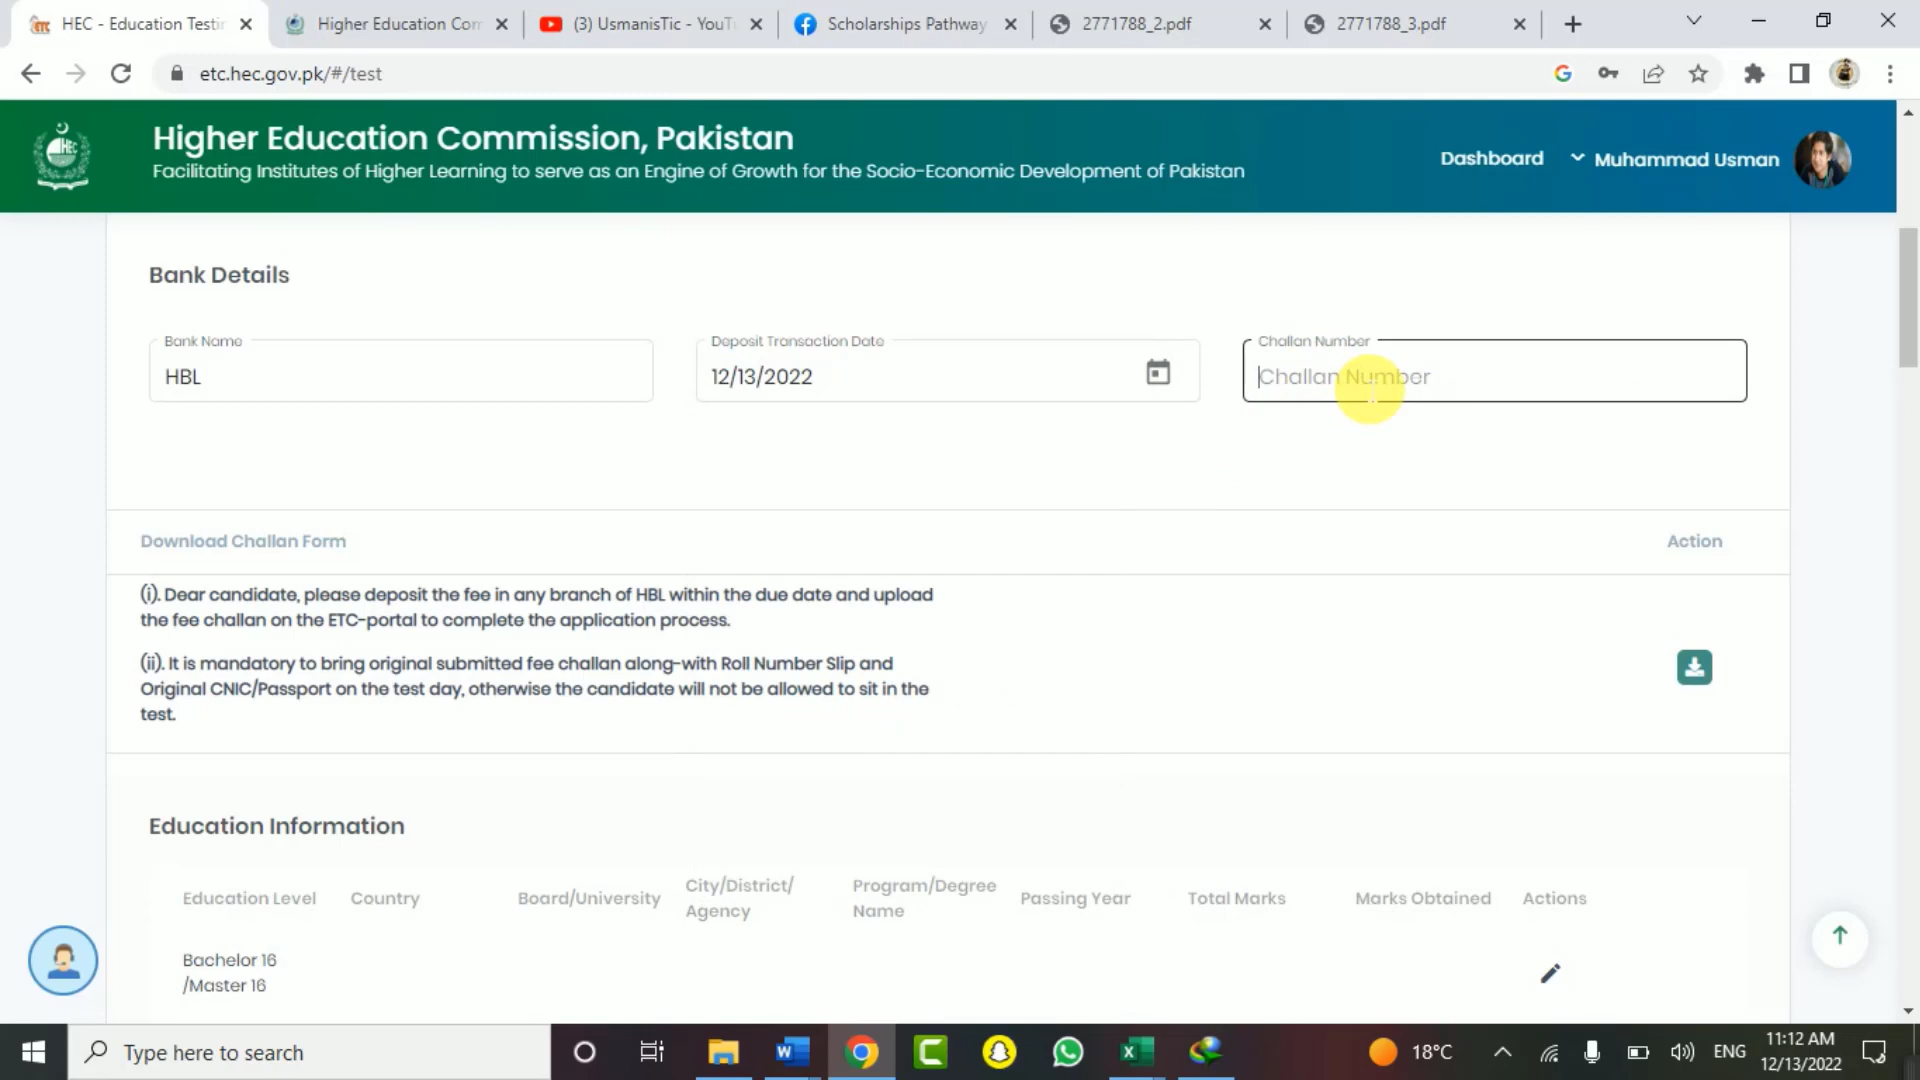 HEC - Education Testin
Higher Education Com
(3) UsmanisTic - YouTu
Scholarships Pathway
2771788_2.pdf
2771788_3.pdf
etc.hec.gov.pk/#/test
HEC
Higher Education Commission, Pakistan
Facilitating Institutes of Higher Learning to serve as an Engine of Growth for the Socio-Economic Development of Pakistan
Dashboard
Muhammad Usman
Bank Details
Bank Name
HBL
Deposit Transaction Date
12/13/2022
Challan Number
Challan Number
Download Challan Form
Action
(i). Dear candidate, please deposit the fee in any branch of HBL within the due date and upload
the fee challan on the ETC-portal to complete the application process.
(ii). It is mandatory to bring original submitted fee challan along-with Roll Number Slip and
Original CNIC/Passport on the test day, otherwise the candidate will not be allowed to sit in the
test.
Education Information
Education Level
Country
Board/University
City/District/
Agency
Program/Degree
Name
Passing Year
Total Marks
Marks Obtained
Actions
Bachelor 16
/Master 16
Type here to search
18°C
ENG
11:12 AM
12/13/2022